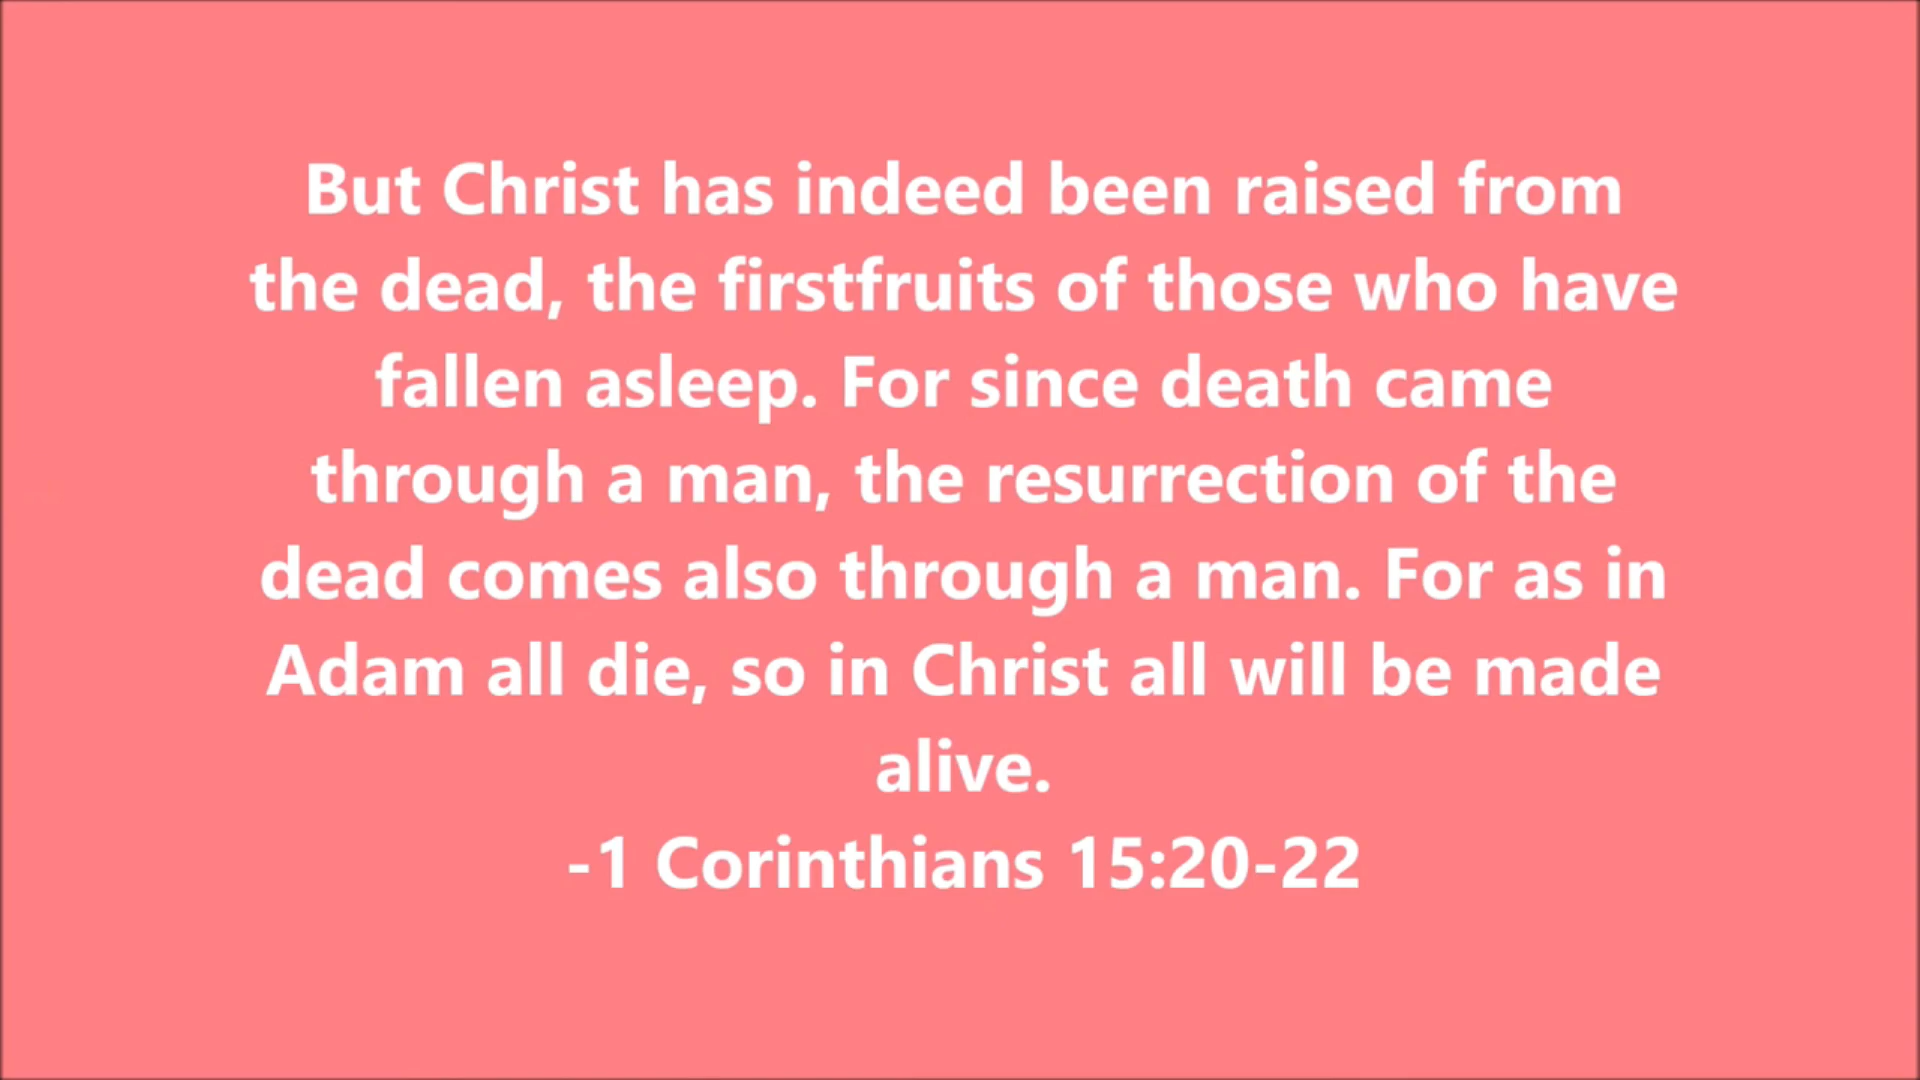 But Christ has indeed been raised from
the dead, the firstfruits of those who have
fallen asleep. For since death came
through a man, the resurrection of the
dead comes also through a man. For as in
Adam all die, so in Christ all will be made
alive.
-1 Corinthians 15:20-22